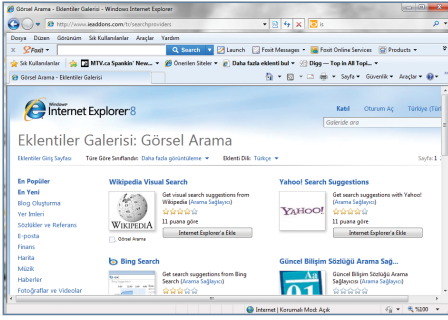 Görsel Arama - Eklentiler Galerisi - Windows Internet Explorer
http://www.ieaddons.com/tr/searchproviders
Dosya Düzen Görünüm Sık Kullanılanlar Araçlar Yardım
Foxit Search Launch Foxit Messages Foxit Online Services Products
Sık Kullanılanlar MTV.ca Spankin' New... Önerilen Siteler Daha fazla eklenti bul Digg — Top in All Topi...
Görsel Arama - Eklentiler Galerisi Sayfa Güvenlik Araçlar
Windows
Internet Explorer 8
Katıl Oturum Aç Türkiye (Tür
Eklentiler Galerisi: Görsel Arama
Eklentiler Giriş Sayfası Türe Göre Sınıflandır: Daha fazla görüntüleme Eklenti Dili: Türkçe Sayfa: 1
En Popüler
En Yeni
Blog Oluşturma
Yer İmleri
Sözlükler ve Referans
E-posta
Finans
Harita
Müzik
Haberler
Fotoğraflar ve Videolar
Wikipedia Visual Search
Get visual search suggestions from
Wikipedia (Arama Sağlayıcı)
11 puana göre
WIKIPEDIA
Internet Explorer'a Ekle
Görsel Arama
Yahoo! Search Suggestions
Get search suggestions with Yahoo!
(Arama Sağlayıcı)
YAHOO!
11 puana göre
Internet Explorer'a Ekle
Bing Search
Get search suggestions from Bing
Search (Arama Sağlayıcı)
Güncel Bilişim Sözlüğü Arama Sağ...
Güncel Bilişim Sözlüğü Arama
Sağlayıcısı (Arama Sağlayıcı)
Internet | Korumalı Mod: Açık %100